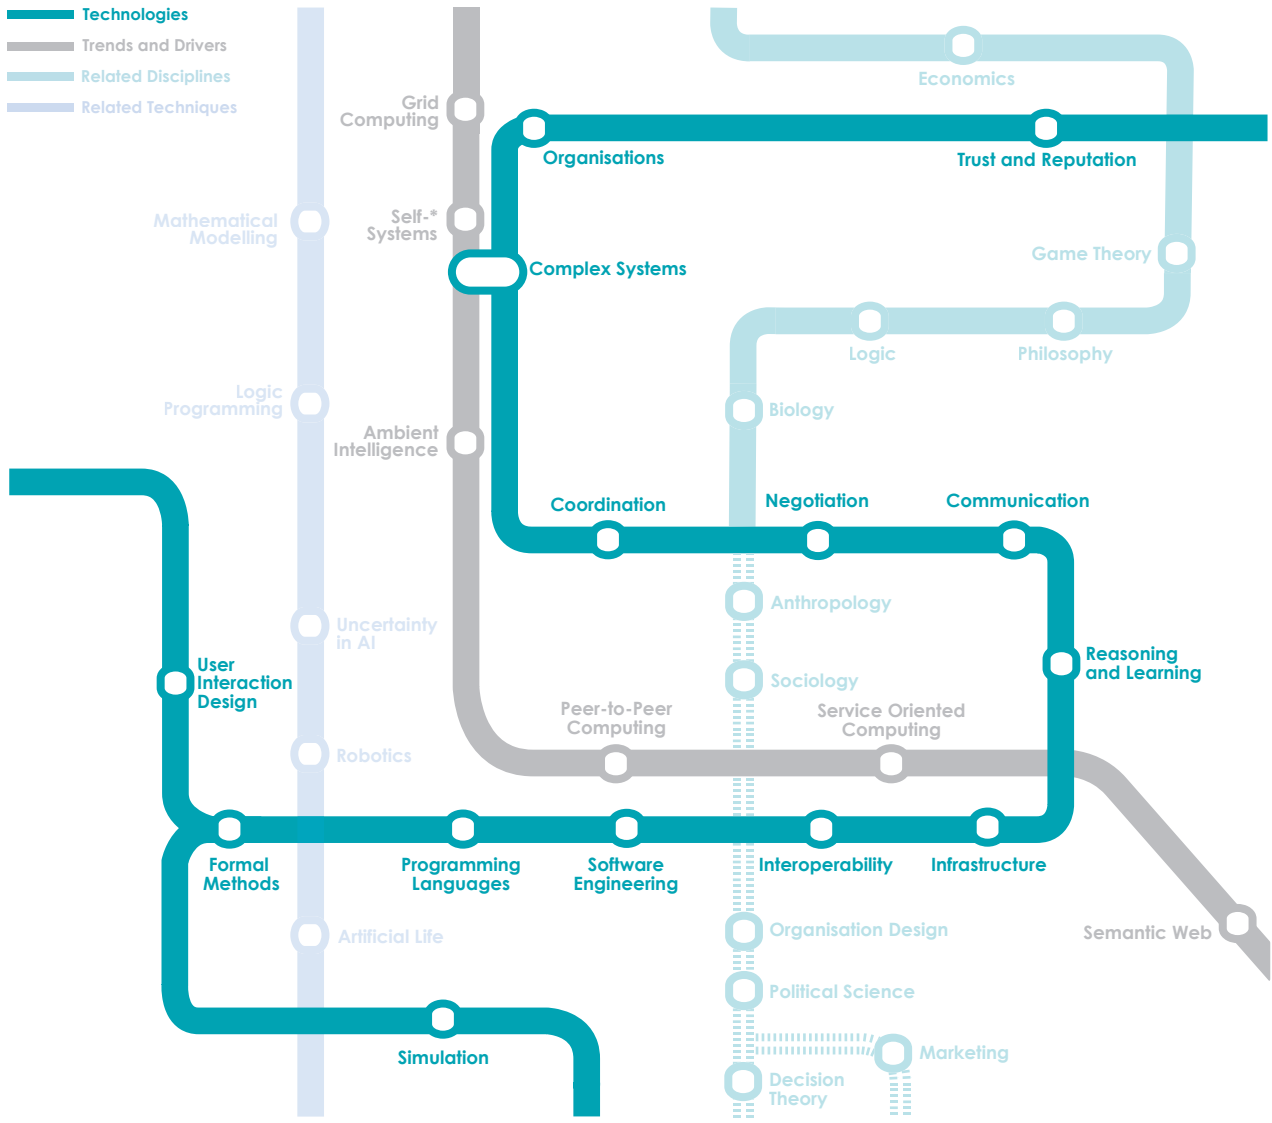 Technologies
Trends and Drivers
Related Disciplines
Related Techniques
Economics
Grid
Computing
Organisations
Trust and Reputation
Mathematical
Modelling
Self-*
Systems
Game Theory
Complex Systems
Logic
Philosophy
Logic
Programming
Biology
Ambient
Intelligence
Coordination
Negotiation
Communication
Anthropology
Uncertainty
in AI
Reasoning
and Learning
User
Interaction
Design
Sociology
Peer-to-Peer
Computing
Service Oriented
Computing
Robotics
Formal
Methods
Programming
Languages
Software
Engineering
Interoperability
Infrastructure
Artificial Life
Organisation Design
Semantic Web
Political Science
Simulation
Marketing
Decision
Theory